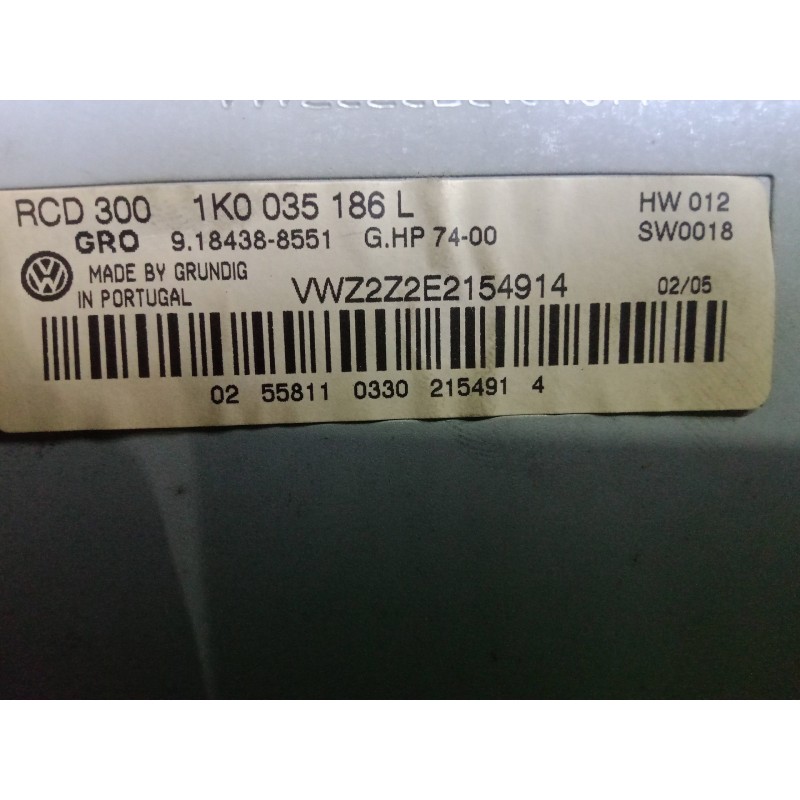 RCD 300 1K0 035 186 L HW 012
GRO 9.18438-8551 G.HP 74-00 SW0018
MADE BY GRUNDIG
IN PORTUGAL VWZ2Z2E2154914 02/05
02 55811 0330 215491 4